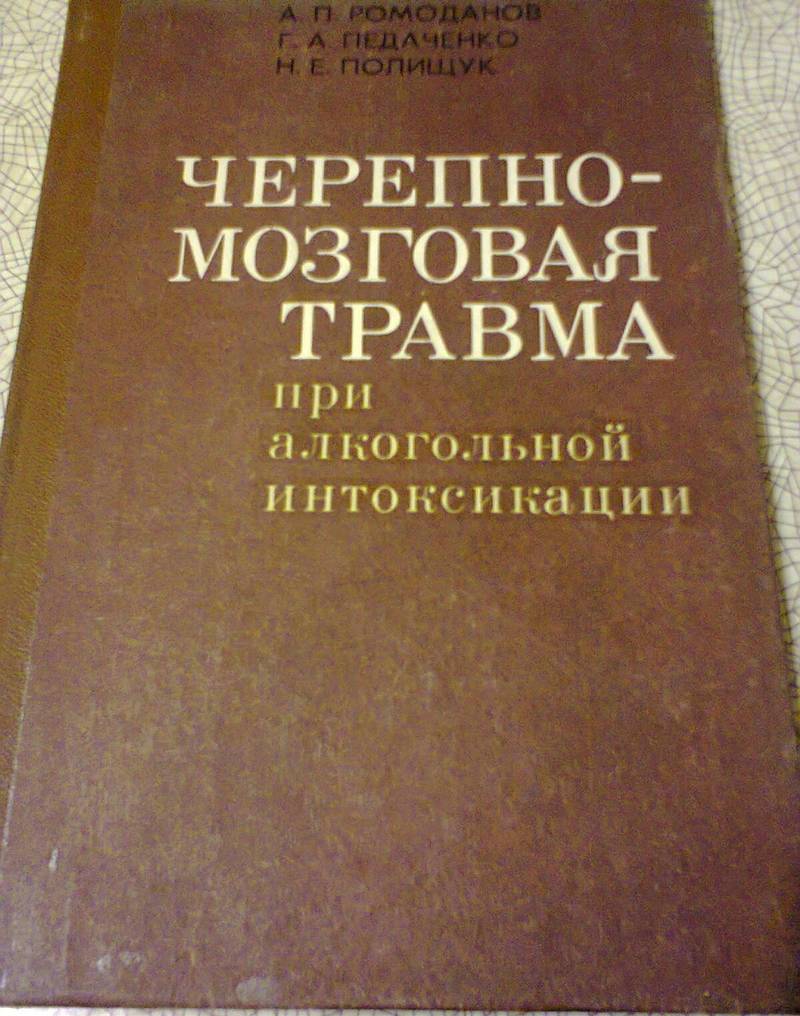 А. П. РОМОДАНОВ
Г. А. ПЕДАЧЕНКО
Н. Е. ПОЛИЩУК
ЧЕРЕПНО-
МОЗГОВАЯ
ТРАВМА
при
алкогольной
интоксикации